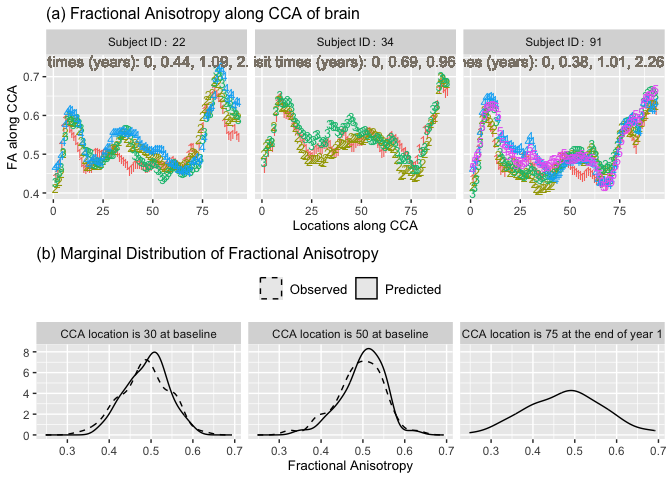 (a) Fractional Anisotropy along CCA of brain
Subject ID: 22
Subject ID: 34
Subject ID: 91
times (years): 0, 0.44, 1.09, 2.
isit times (years): 0, 0.69, 0.96
nes (years): 0, 0.38, 1.01, 2.26
FA along CCA
0.7
0.6
0.5
0.4
0 25 50 75
0 25 50 75
0 25 50 75
Locations along CCA
(b) Marginal Distribution of Fractional Anisotropy
Observed Predicted
CCA location is 30 at baseline
CCA location is 50 at baseline
CCA location is 75 at the end of year 1
Density
8
6
4
2
0
0.3 0.4 0.5 0.6 0.7
0.3 0.4 0.5 0.6 0.7
0.3 0.4 0.5 0.6 0.7
Fractional Anisotropy